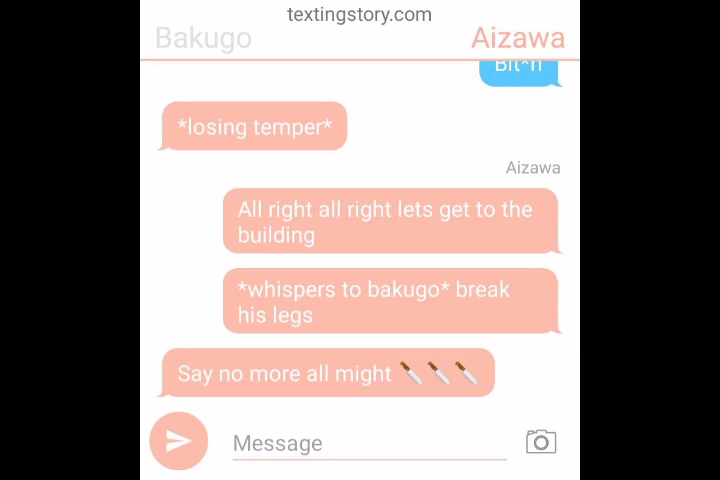 textingstory.com
Bakugo
Aizawa
Bit*h
*losing temper*
Aizawa
All right all right lets get to the
building
*whispers to bakugo* break
his legs
Say no more all might 🔪🔪🔪
Message